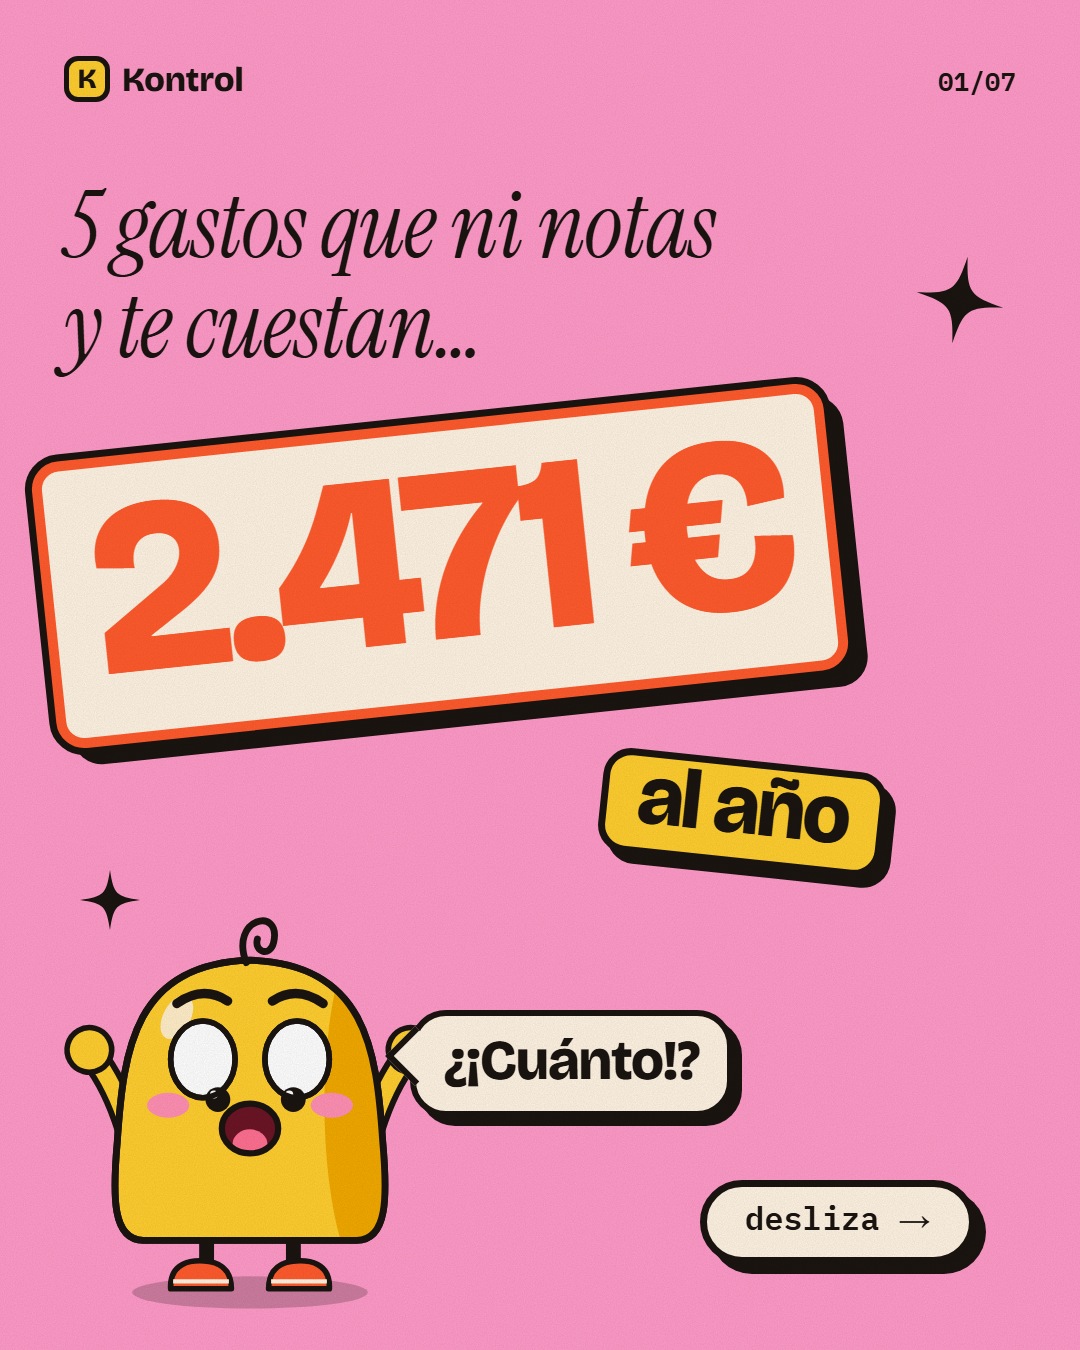 K Kontrol
01/07
5 gastos que ni notas
y te cuestan...
2.471 €
al año
¿¡Cuánto!?
desliza →